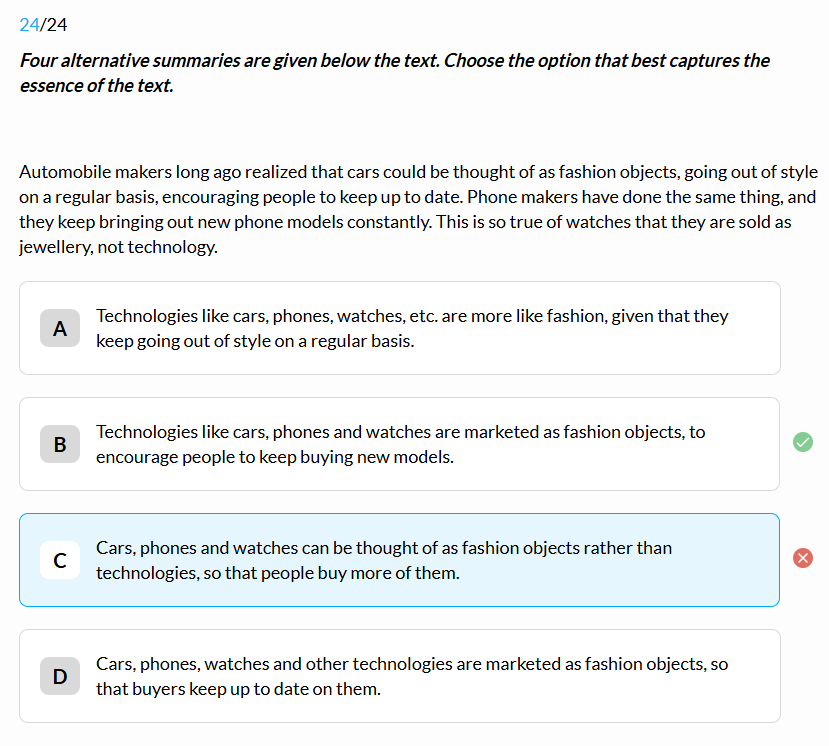 24/24
Four alternative summaries are given below the text. Choose the option that best captures the
essence of the text.
Automobile makers long ago realized that cars could be thought of as fashion objects, going out of style
on a regular basis, encouraging people to keep up to date. Phone makers have done the same thing, and
they keep bringing out new phone models constantly. This is so true of watches that they are sold as
jewellery, not technology.
A
Technologies like cars, phones, watches, etc. are more like fashion, given that they
keep going out of style on a regular basis.
B
Technologies like cars, phones and watches are marketed as fashion objects, to
encourage people to keep buying new models.
C
Cars, phones and watches can be thought of as fashion objects rather than
technologies, so that people buy more of them.
D
Cars, phones, watches and other technologies are marketed as fashion objects, so
that buyers keep up to date on them.